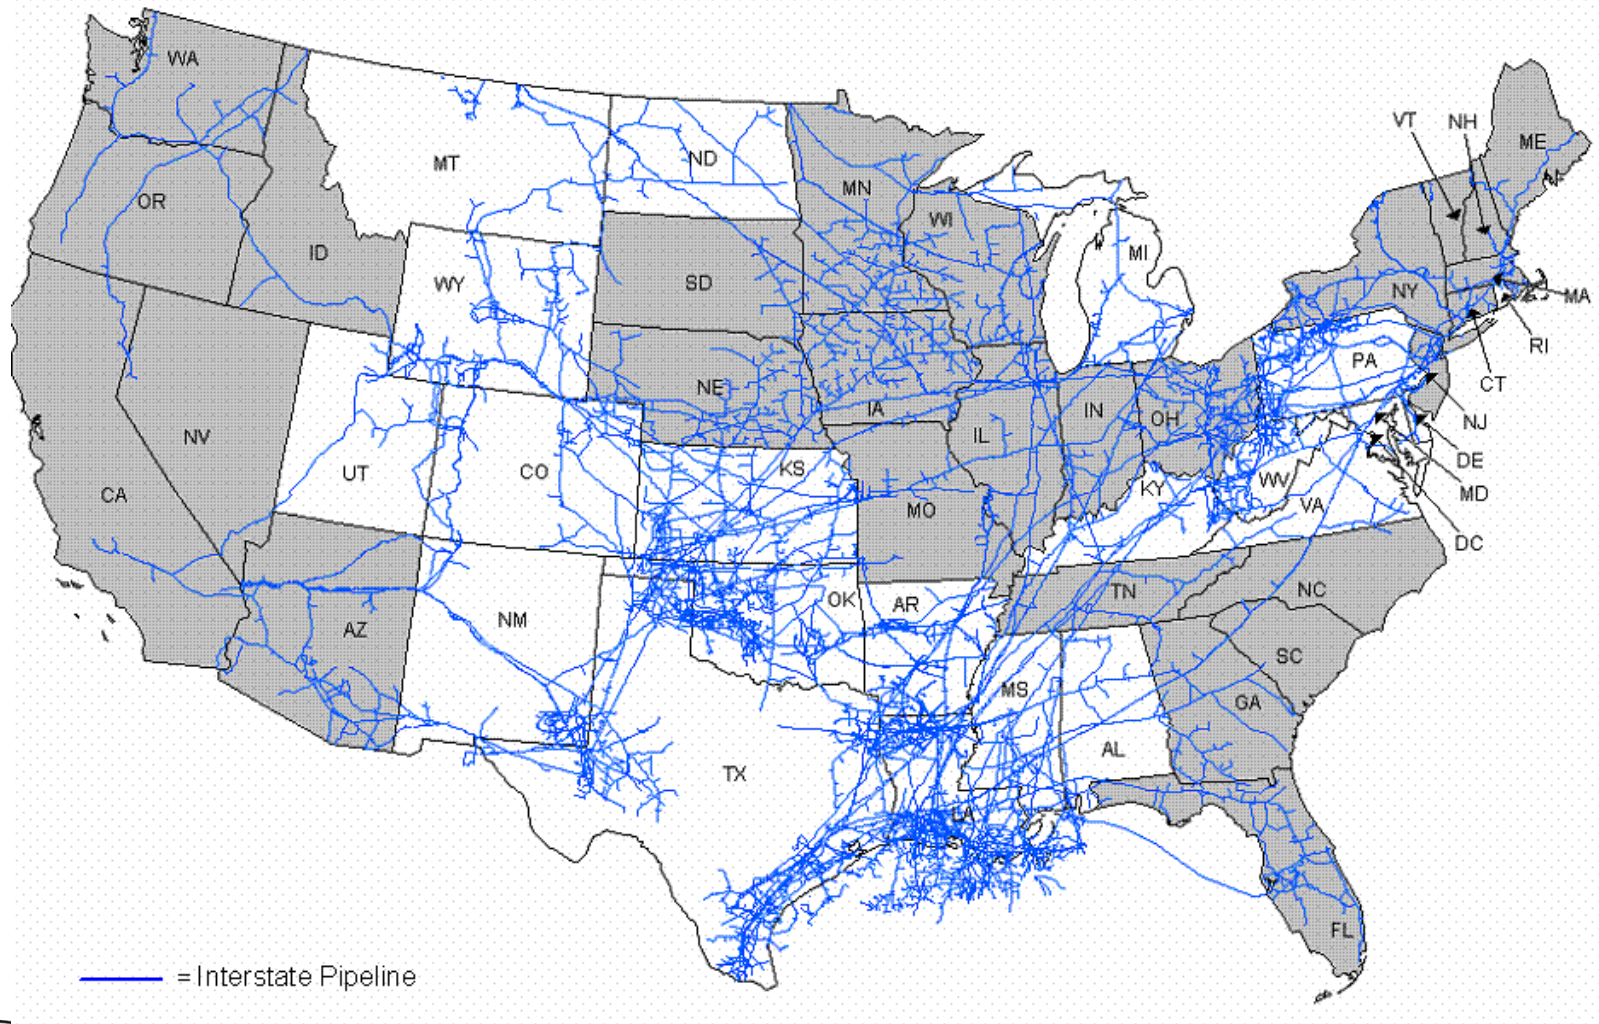 WA
VT
NH
ME
MT
ND
MN
OR
WI
ID
MI
SD
WY
NY
MA
RI
PA
CT
NE
IA
IN
OH
NJ
NV
IL
DE
UT
CO
KS
KY
WV
MD
CA
MO
VA
DC
TN
NC
OK
AR
NM
AZ
SC
MS
GA
AL
TX
LA
FL
= Interstate Pipeline